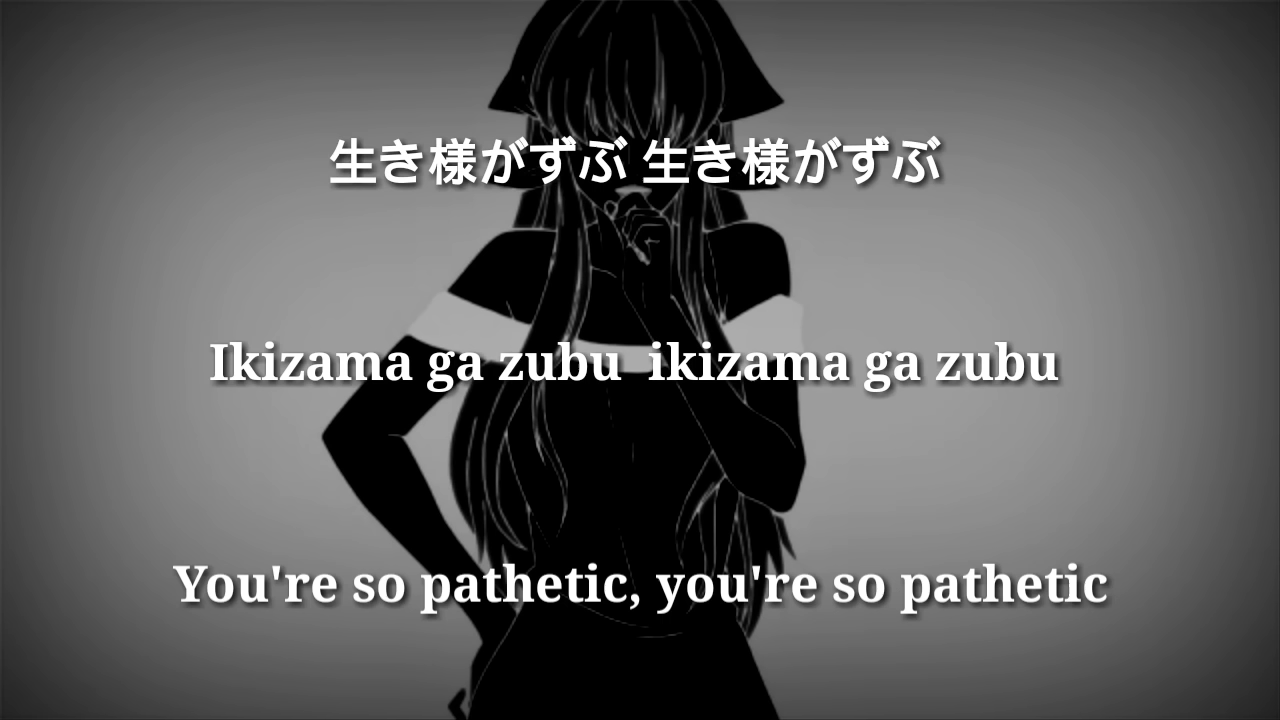 生き様がずぶ 生き様がずぶ
Ikizama ga zubu ikizama ga zubu
You're so pathetic, you're so pathetic